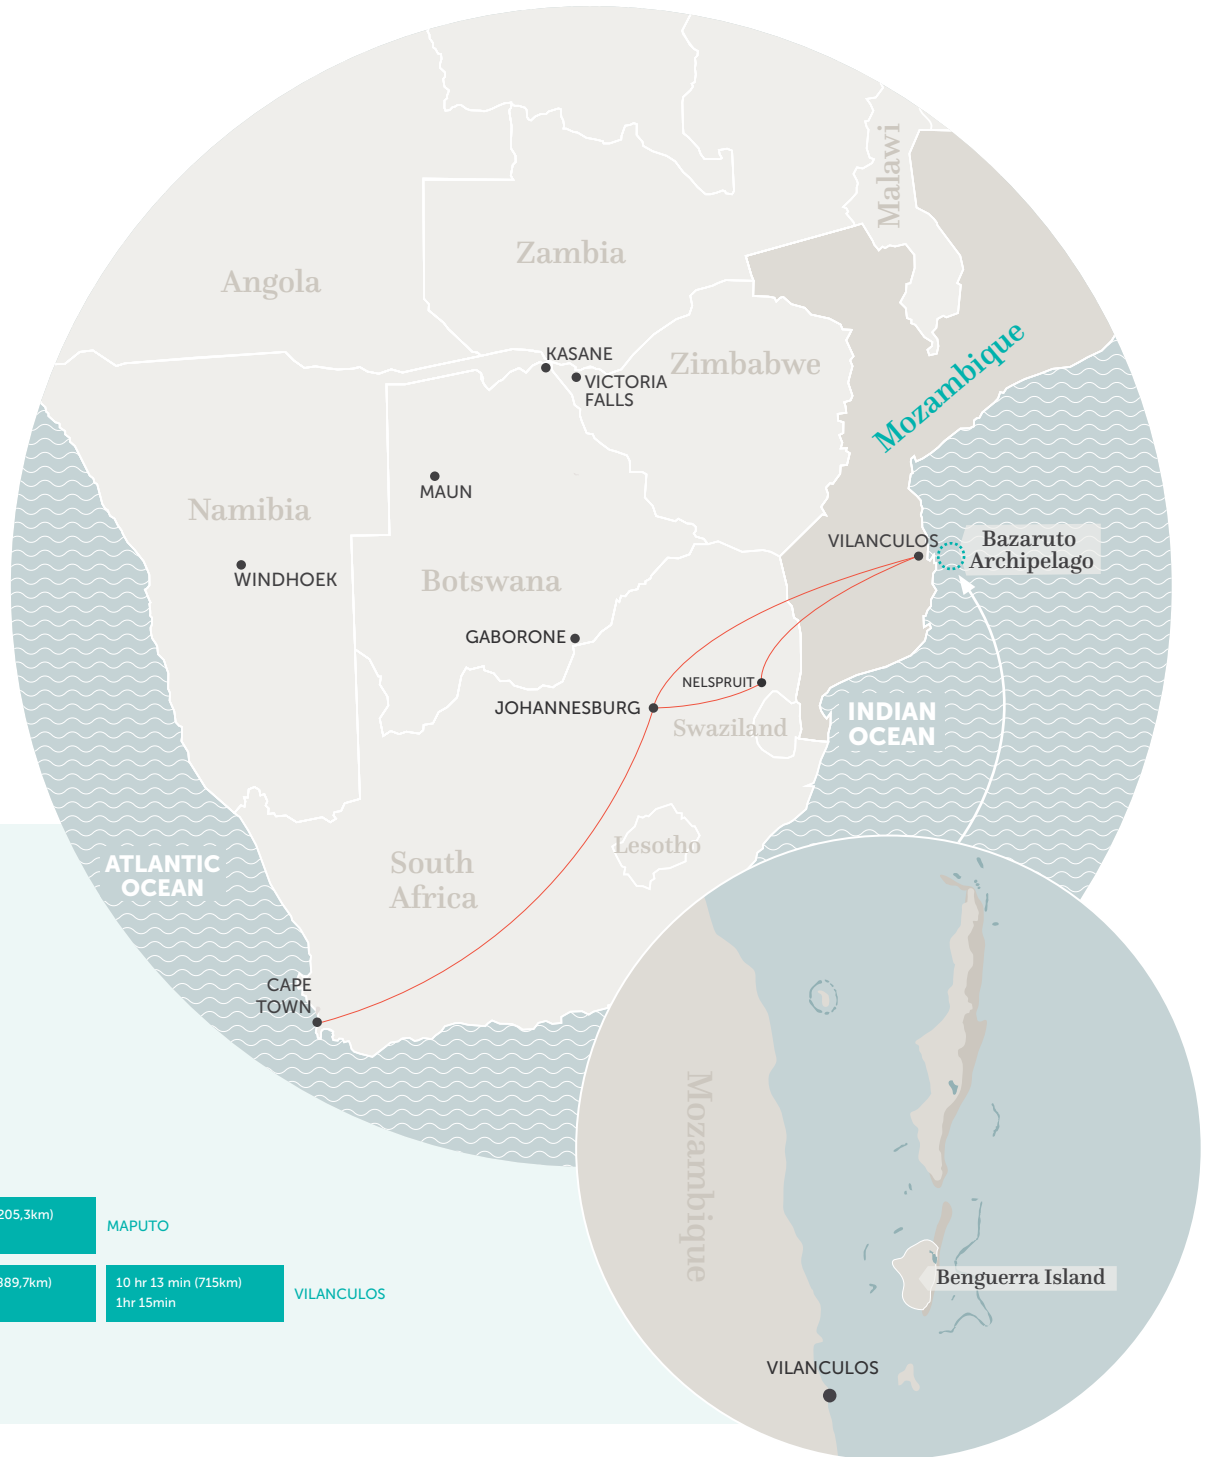 Malawi
Zambia
Angola
Mozambique
KASANE
Zimbabwe
VICTORIA
FALLS
MAUN
Namibia
VILANCULOS
Bazaruto
Archipelago
WINDHOEK
Botswana
GABORONE
NELSPRUIT
JOHANNESBURG
Swaziland
INDIAN
OCEAN
Lesotho
ATLANTIC
OCEAN
South
Africa
CAPE
TOWN
Mozambique
Benguerra Island
VILANCULOS
205,3km)
MAPUTO
389,7km)
10 hr 13 min (715km)
1hr 15min
VILANCULOS